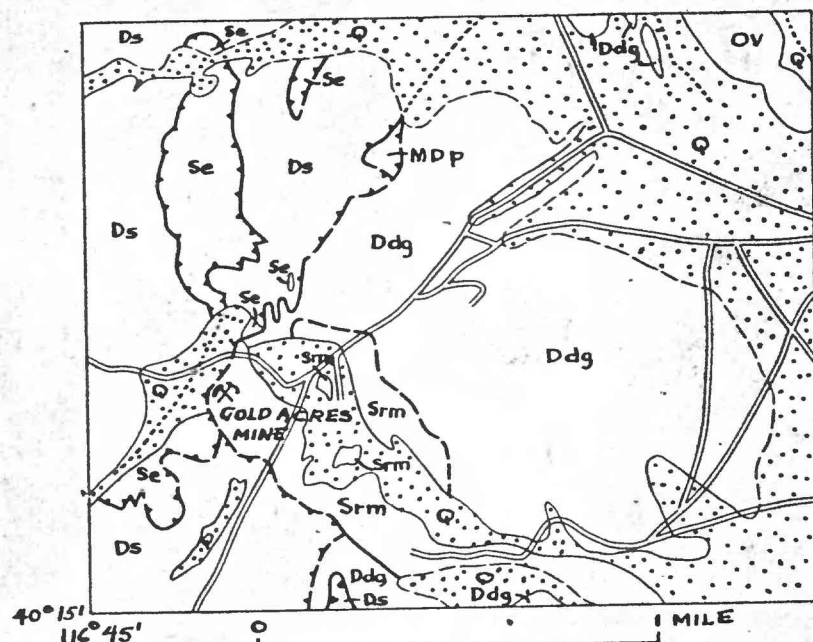 Ds
Se
Q
Ddg
OV
Q
Se
Se
Ds
MDp
Q
Ds
Ddg
Se
Se
Ddg
Srm
Q
GOLD ACRES
MINE
Srm
Srm
Se
Srm
Q
Ds
Ddg
Ds
Q
Ddg
40°15'
116°45'
0
1 MILE